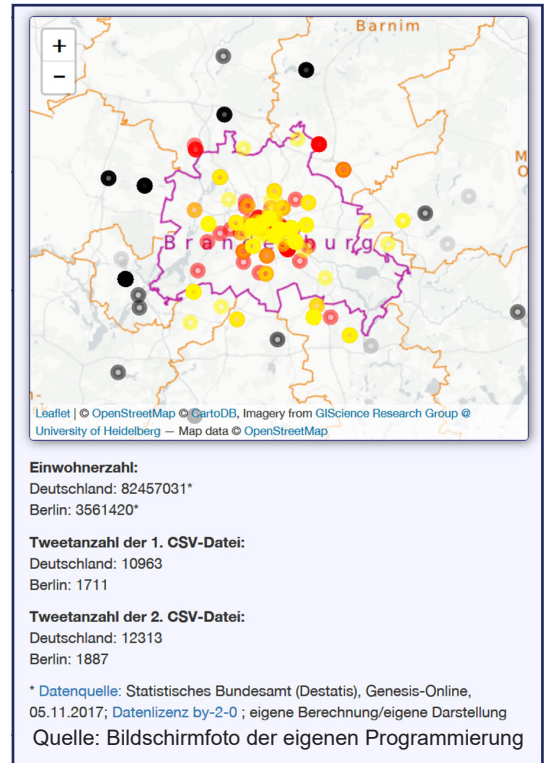 Barnim
+
−
M
O
Brandenburg
n-
Leaflet | © OpenStreetMap © CartoDB, Imagery from GIScience Research Group @
University of Heidelberg — Map data © OpenStreetMap
Einwohnerzahl:
Deutschland: 82457031*
Berlin: 3561420*
Tweetanzahl der 1. CSV-Datei:
Deutschland: 10963
Berlin: 1711
Tweetanzahl der 2. CSV-Datei:
Deutschland: 12313
Berlin: 1887
* Datenquelle: Statistisches Bundesamt (Destatis), Genesis-Online,
05.11.2017; Datenlizenz by-2-0 ; eigene Berechnung/eigene Darstellung
Quelle: Bildschirmfoto der eigenen Programmierung